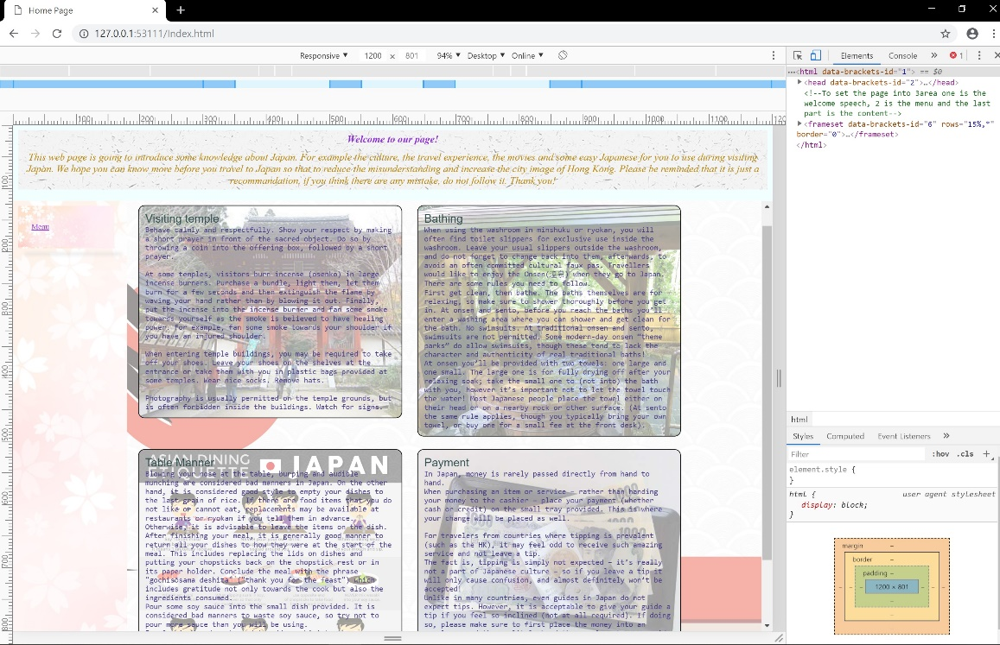 Home Page
127.0.0.1:53111/Index.html
Responsive ▼ 1200 × 801 94% ▼ Desktop ▼ Online ▼
Elements Console » 1
100 200 300 400 500 600 700 800 900 1000 1100
Welcome to our page!
This web page is going to introduce some knowledge about Japan. For example the culture, the travel experience, the movies and some easy Japanese for you to use during visiting
Japan. We hope you can know more before you travel to Japan so that to reduce the misunderstanding and increase the city image of Hong Kong. Please be reminded that it is just a
recommandation, if you think there are any mistake, do not follow it. Thank you!
Menu
Visiting temple
Behave calmly and respectfully. Show your respect by making
a short prayer in front of the sacred object. Do so by
throwing a coin into the offering box, followed by a short
prayer.
At some temples, visitors burn incense (osenko) in large
incense burners. Purchase a bundle, light them, let them
burn for a few seconds and then extinguish the flame by
waving your hand rather than by blowing it out. Finally,
put the incense into the incense burner and fan some smoke
towards yourself as the smoke is believed to have healing
power. For example, fan some smoke towards your shoulder if
you have an injured shoulder.
When entering temple buildings, you may be required to take
off your shoes. Leave your shoes on the shelves at the
entrance or take them with you in plastic bags provided at
some temples. Wear nice socks. Remove hats.
Photography is usually permitted on the temple grounds, but
is often forbidden inside the buildings. Watch for signs
Bathing
When using the washroom in minshuku or ryokan, you will
often find toilet slippers for exclusive use inside the
washroom. Leave your usual slippers outside the washroom,
and do not forget to change back into them, afterwards, to
avoid an often committed cultural faux pas. Travellers
would like to enjoy the Onsen(温泉) when they go to Japan.
There are some rules you need to follow.
First get clean, then bathe. The baths themselves are for
relaxing, so make sure to shower thoroughly before you get
in. At onsen and sento, before you reach the baths you'll
enter a washing area where you can shower and get clean for
the bath. No swimsuits. At traditional onsen and sento,
swimsuits are not permitted. Some modern-day onsen “theme
parks” do allow swimsuits, though these tend to lack the
character and authenticity of real traditional baths!
At onsen you'll be provided with two towels: one large and
one small. The large one is for fully drying off after your
relaxing soak; take the small one to (not into) the bath
with you, however it's important not to let the towel touch
the water! Most Japanese people place the towel either on
their head or on a nearby rock or other surface. (At sento
the same rule applies, though you typically bring your own
towel, or buy one for a small fee at the front desk).
Table Manner
ASIAN DINING
ETIQUETTE JAPAN
Blowing your nose at the table, burping and audible
munching are considered bad manners in Japan. On the other
hand, it is considered good style to empty your dishes to
the last grain of rice. If there are food items that you do
not like or cannot eat, replacements may be available at
restaurants or ryokan if you tell them in advance.
Otherwise, it is advisable to leave the items on the dish.
After finishing your meal, it is generally good manner to
return all your dishes to how they were at the start of the
meal. This includes replacing the lids on dishes and
putting your chopsticks back on the chopstick rest or in
its paper holder. Conclude the meal with the phrase
"gochisosama deshita" ("thank you for the feast") which
includes gratitude not only towards the cook but also the
ingredients consumed.
Pour some soy sauce into the small dish provided. It is
considered bad manners to waste soy sauce, so try not to
pour more sauce than you will be using.
Payment
In Japan, money is rarely passed directly from hand to
hand.
When purchasing an item or service – rather than handing
your money to the cashier – place your payment (whether
cash or credit) on the small tray provided. This is where
your change will be placed as well.
For travelers from countries where tipping is prevalent
(such as the HK), it may feel odd to receive such amazing
service and not leave a tip.
The fact is, tipping is simply not expected – it's really
not a part of Japanese culture – so if you leave a tip it
will only cause confusion, and almost definitely won't be
accepted!
Unlike in many countries, even guides in Japan do not
expect tips. However, it is acceptable to give your guide a
tip if you feel so inclined (not at all required). If doing
so, please make sure to first place the money into an
<html data-brackets-id="1"> == $0
<head data-brackets-id="2">…</head>
<!--To set the page into 3area one is the
welcome speech, 2 is the menu and the last
part is the content-->
<frameset data-brackets-id="6" rows="15%,*"
border="0">…</frameset>
</html>
html
Styles Computed Event Listeners »
Filter :hov .cls +
element.style {
}
html { user agent stylesheet
display: block;
}
margin –
border –
padding –
1200 × 801